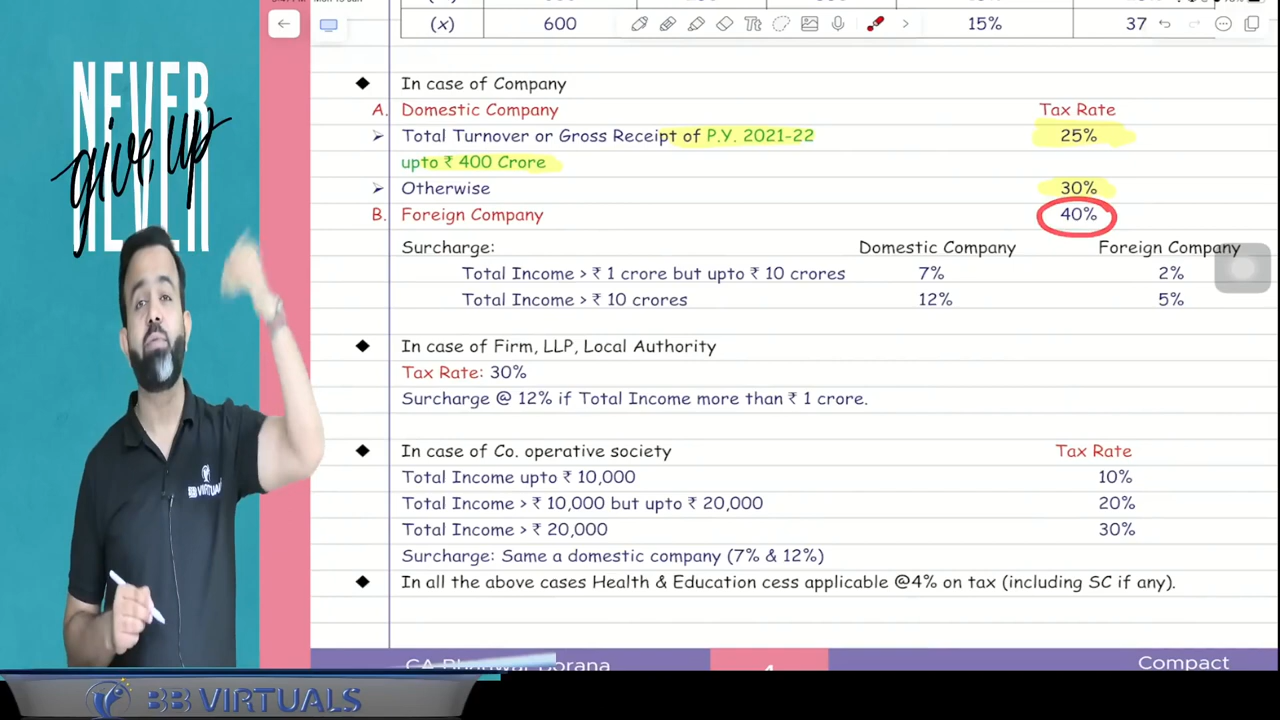 (x) 600 15% 37
NEVER
give up
NEVER
◆ In case of Company
A. Domestic Company Tax Rate
➢ Total Turnover or Gross Receipt of P.Y. 2021-22 25%
upto ₹ 400 Crore
➢ Otherwise 30%
B. Foreign Company 40%
Surcharge: Domestic Company Foreign Company
Total Income > ₹ 1 crore but upto ₹ 10 crores 7% 2%
Total Income > ₹ 10 crores 12% 5%
◆ In case of Firm, LLP, Local Authority
Tax Rate: 30%
Surcharge @ 12% if Total Income more than ₹ 1 crore.
◆ In case of Co. operative society Tax Rate
Total Income upto ₹ 10,000 10%
Total Income > ₹ 10,000 but upto ₹ 20,000 20%
Total Income > ₹ 20,000 30%
Surcharge: Same a domestic company (7% & 12%)
◆ In all the above cases Health & Education cess applicable @4% on tax (including SC if any).
BB VIRTUALS
Compact
BB VIRTUALS